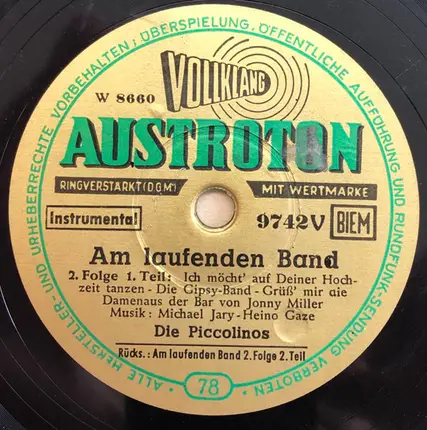 ALLE HERSTELLER- UND URHEBERRECHTE VORBEHALTEN; ÜBERSPIELUNG, ÖFFENTLICHE AUFFÜHRUNG UND RUNDFUNK-SENDUNG VERBOTEN
W 8660
VOLLKLANG
AUSTROTON
RINGVERSTÄRKT (D.G.M.)
MIT WERTMARKE
Instrumental
9742V
BIEM
Am laufenden Band
2. Folge 1. Teil: Ich möcht' auf Deiner Hoch-
zeit tanzen - Die Gipsy-Band - Grüß' mir die
Damenaus der Bar von Jonny Miller
Musik: Michael Jary-Heino Gaze
Die Piccolinos
Rücks.: Am laufenden Band 2. Folge 2. Teil
78